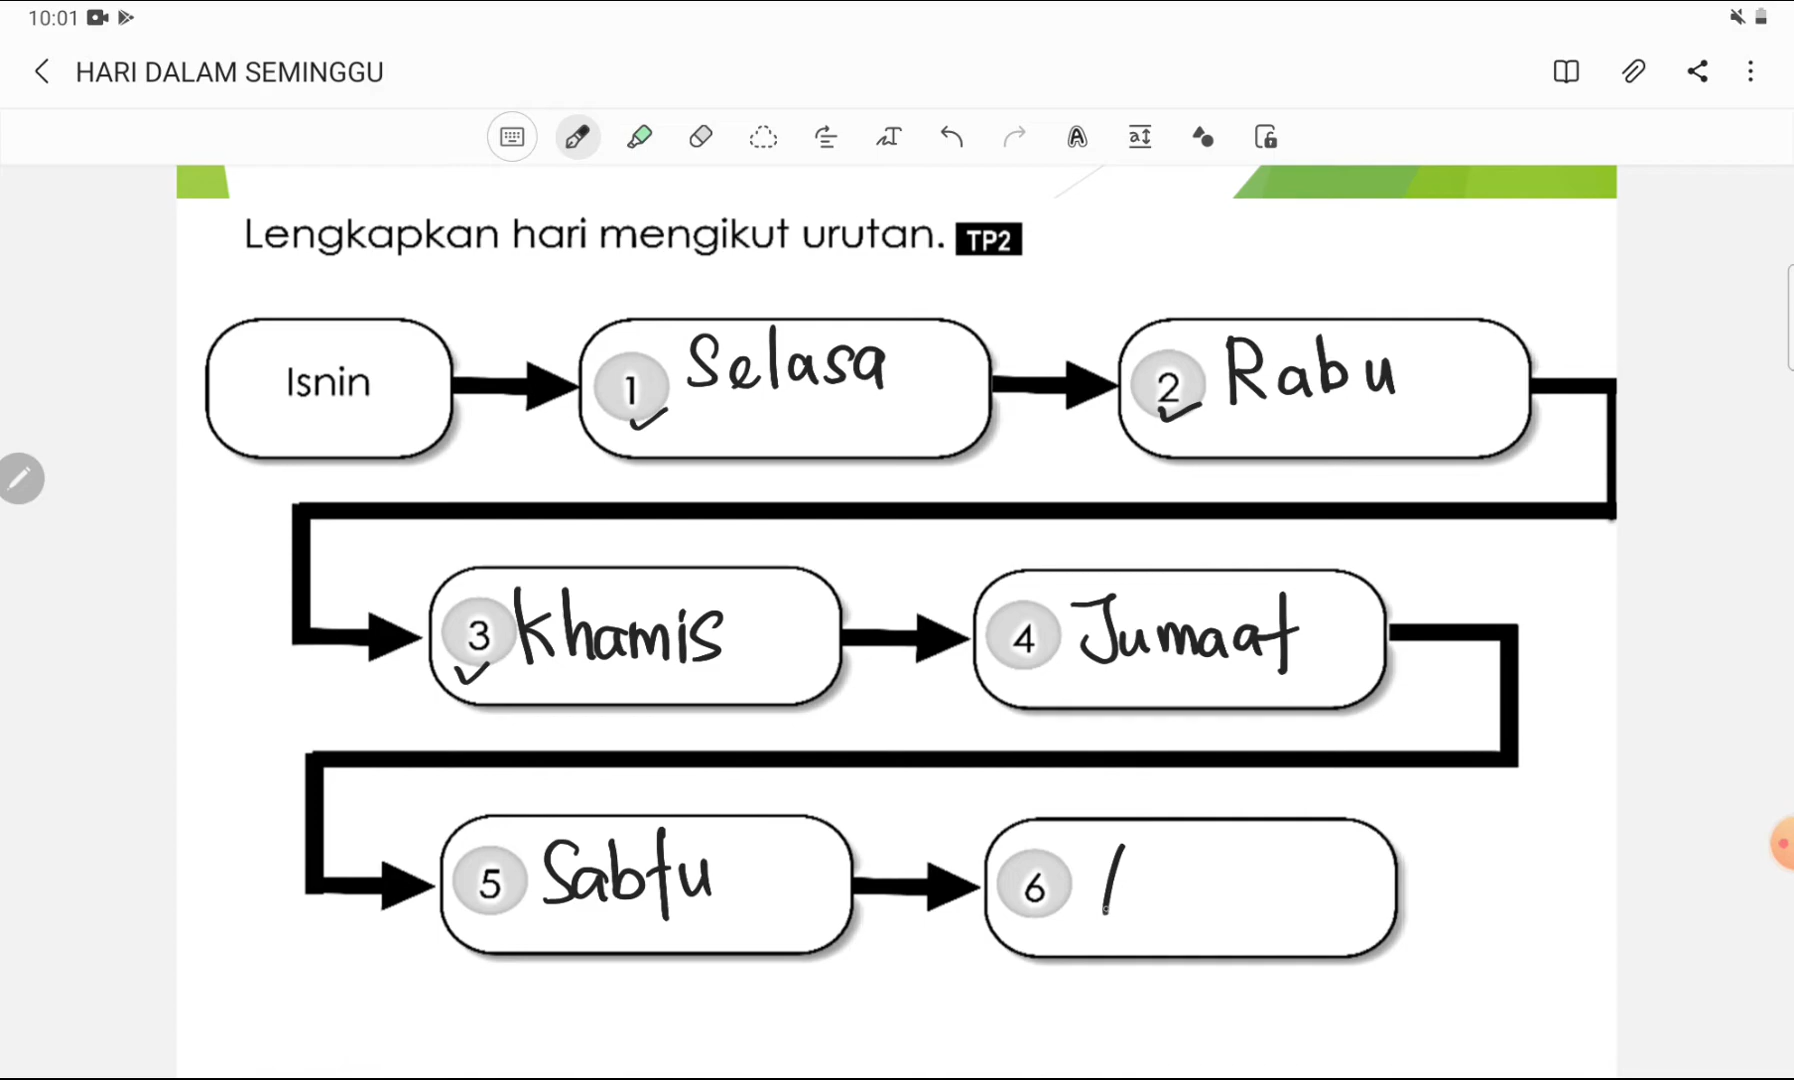 10:01
HARI DALAM SEMINGGU
Lengkapkan hari mengikut urutan. TP2
Isnin
1 Selasa
2 Rabu
3 Khamis
4 Jumaat
5 Sabtu
6